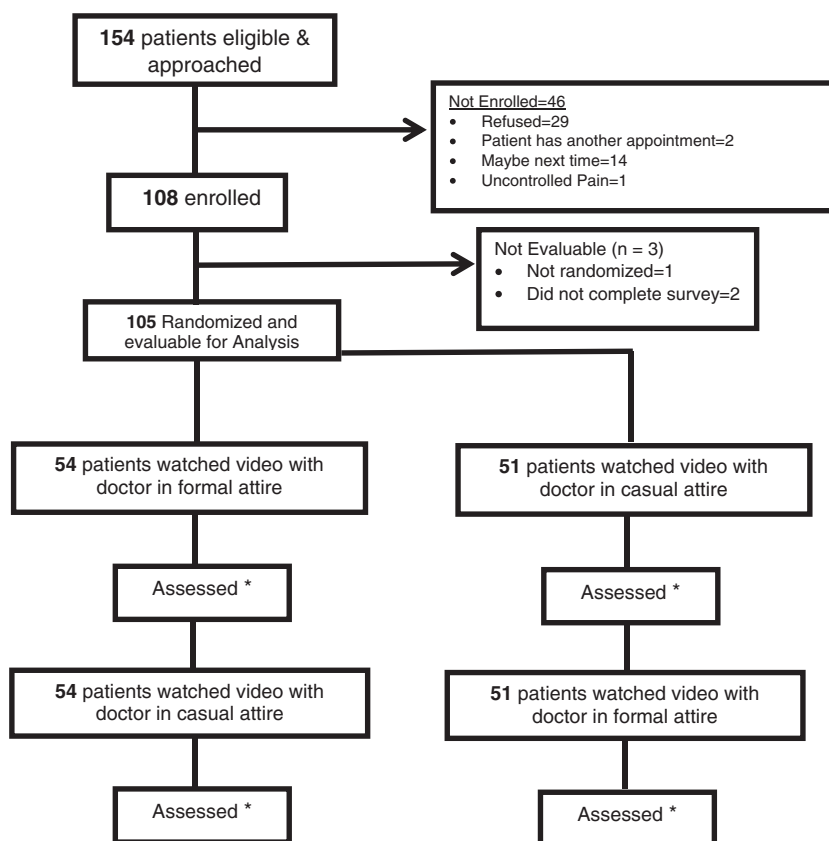 154 patients eligible &
approached
Not Enrolled=46
• Refused=29
• Patient has another appointment=2
• Maybe next time=14
• Uncontrolled Pain=1
108 enrolled
Not Evaluable (n = 3)
• Not randomized=1
• Did not complete survey=2
105 Randomized and
evaluable for Analysis
54 patients watched video with
doctor in formal attire
51 patients watched video with
doctor in casual attire
Assessed *
Assessed *
54 patients watched video with
doctor in casual attire
51 patients watched video with
doctor in formal attire
Assessed *
Assessed *